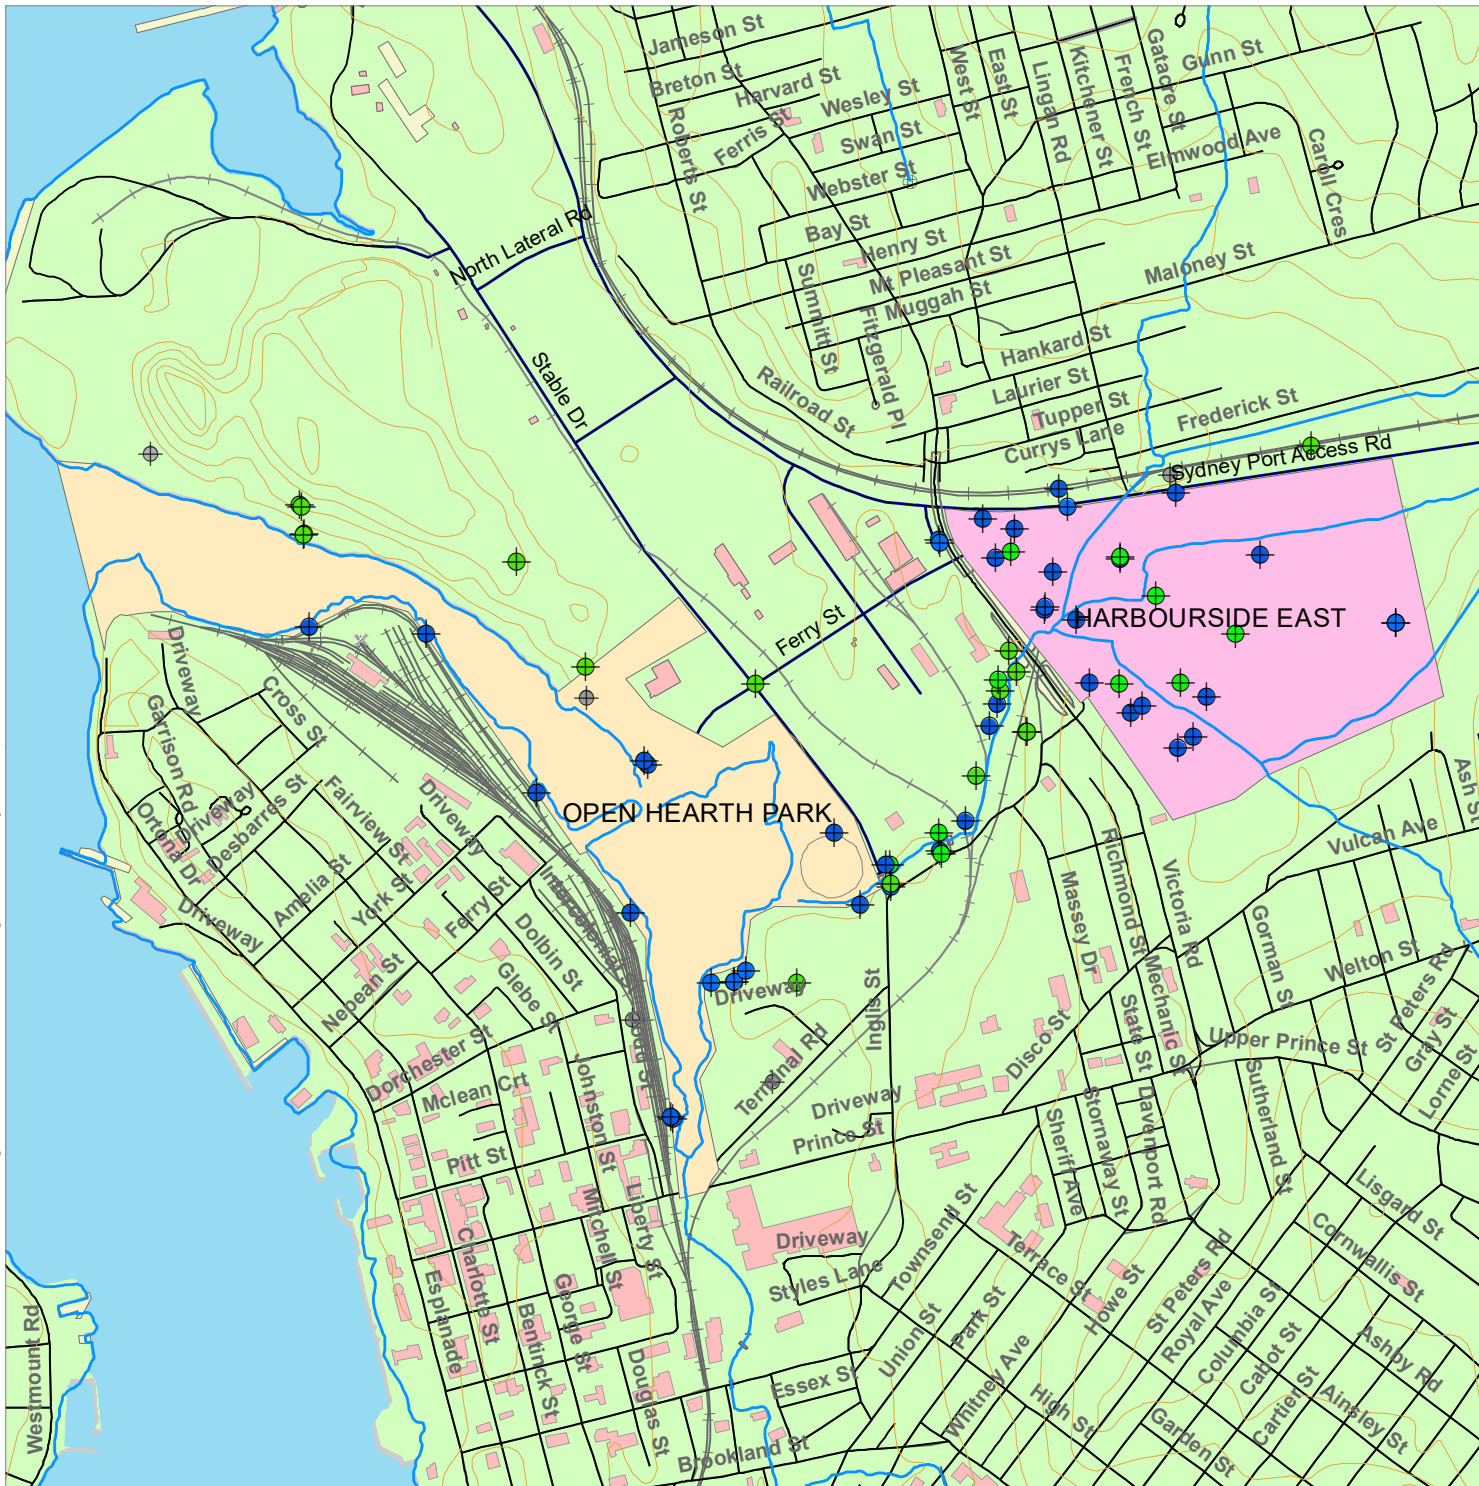 Jameson St
Breton St
Harvard St
Wesley St
West St
East St
Lingan Rd
Kitchener St
French St
Gatacre St
Gunn St
Roberts St
Ferris St
Swan St
Webster St
Elmwood Ave
Caroll Cres
North Lateral Rd
Bay St
Henry St
Mt Pleasant St
Muggah St
Maloney St
Summitt St
Fitzgerald Pl
Hankard St
Stable Dr
Railroad St
Laurier St
Tupper St
Currys Lane
Frederick St
Sydney Port Access Rd
HARBOURSIDE EAST
Ferry St
Driveway
Cross St
Garrison Rd
Ortona Dr
Driveway
Desbarres St
Fairview St
Driveway
OPEN HEARTH PARK
Ash St
Vulcan Ave
Amelia St
York St
Ferry St
Driveway
Nepean St
Dolbin St
Glebe St
Intercolonial St
Massey Dr
Richmond St
Victoria Rd
Gorman St
Welton St
St Peters Rd
Gray St
Lorne St
Driveway
Inglis St
Mechanic St
State St
Upper Prince St
Disco St
Dorchester St
Mclean Crt
Johnston St
Terminal Rd
Driveway
Prince St
Sheriff Ave
Stornaway St
Davenport Rd
Sutherland St
Pitt St
Mitchell St
Liberty St
Lisgard St
Cornwallis St
Driveway
Styles Lane
Townsend St
Terrace St
Howe St
St Peters Rd
Royal Ave
Columbia St
Cabot St
Cartier St
Ashby Rd
Ainsley St
Charlotte St
Esplanade
George St
Bentinck St
Douglas St
Essex St
Union St
Park St
Whitney Ave
High St
Garden St
Brookland St
Westmount Rd